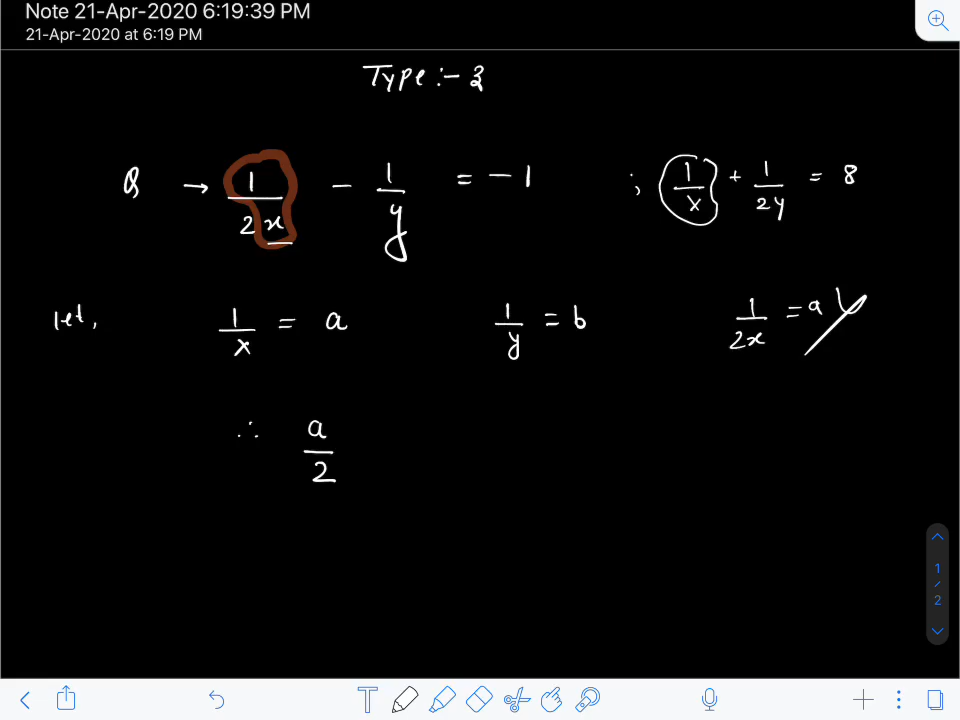 Note 21-Apr-2020 6:19:39 PM
21-Apr-2020 at 6:19 PM
Type :- 3
Q → 1/2x - 1/y = -1 ; 1/x + 1/2y = 8
let, 1/x = a 1/y = b 1/2x = a
∴ a/2
1/2
T